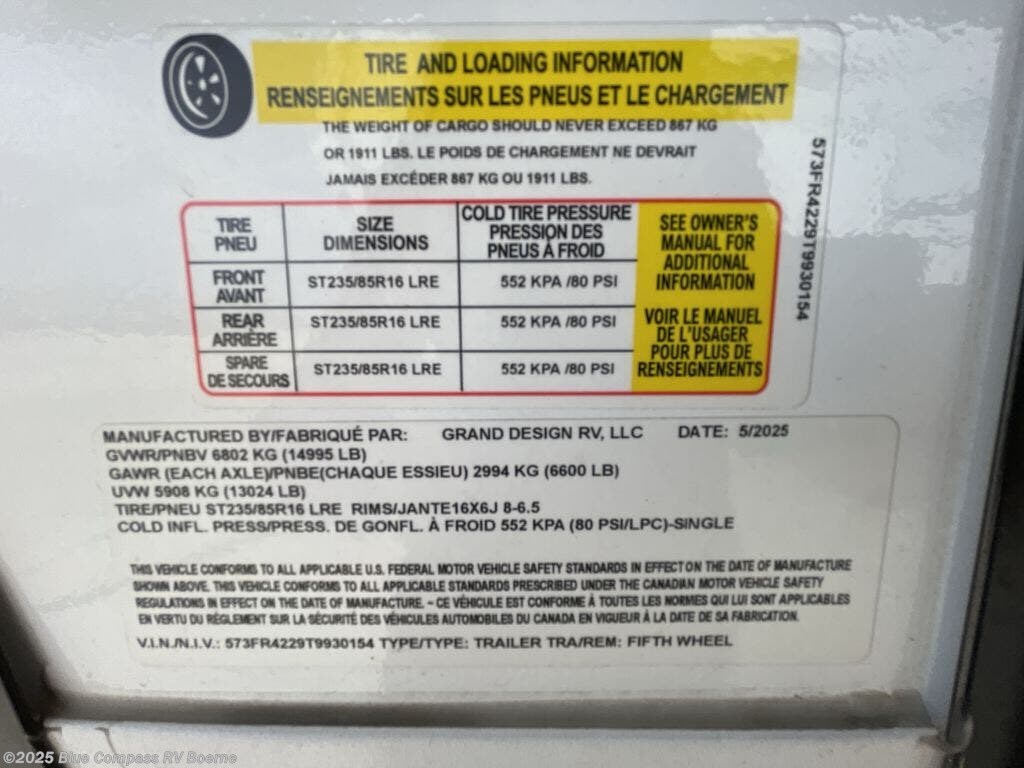 TIRE AND LOADING INFORMATION
RENSEIGNEMENTS SUR LES PNEUS ET LE CHARGEMENT
THE WEIGHT OF CARGO SHOULD NEVER EXCEED 867 KG
OR 1911 LBS. LE POIDS DE CHARGEMENT NE DEVRAIT
JAMAIS EXCÉDER 867 KG OU 1911 LBS.
573FR4229T9930154
TIRE SIZE COLD TIRE PRESSURE
PNEU DIMENSIONS PRESSION DES
PNEUS À FROID
FRONT ST235/85R16 LRE 552 KPA /80 PSI
AVANT
REAR ST235/85R16 LRE 552 KPA /80 PSI
ARRIÈRE
SPARE ST235/85R16 LRE 552 KPA /80 PSI
DE SECOURS
SEE OWNER'S
MANUAL FOR
ADDITIONAL
INFORMATION
VOIR LE MANUEL
DE L'USAGER
POUR PLUS DE
RENSEIGNEMENTS
MANUFACTURED BY/FABRIQUÉ PAR: GRAND DESIGN RV, LLC DATE: 5/2025
GVWR/PNBV 6802 KG (14995 LB)
GAWR (EACH AXLE)/PNBE(CHAQUE ESSIEU) 2994 KG (6600 LB)
UVW 5908 KG (13024 LB)
TIRE/PNEU ST235/85R16 LRE RIMS/JANTE16X6J 8-6.5
COLD INFL. PRESS/PRESS. DE GONFL. À FROID 552 KPA (80 PSI/LPC)-SINGLE
THIS VEHICLE CONFORMS TO ALL APPLICABLE U.S. FEDERAL MOTOR VEHICLE SAFETY STANDARDS IN EFFECT ON THE DATE OF MANUFACTURE
SHOWN ABOVE. THIS VEHICLE CONFORMS TO ALL APPLICABLE STANDARDS PRESCRIBED UNDER THE CANADIAN MOTOR VEHICLE SAFETY
REGULATIONS IN EFFECT ON THE DATE OF MANUFACTURE. – CE VÉHICULE EST CONFORME À TOUTES LES NORMES QUI LUI SONT APPLICABLES
EN VERTU DU RÈGLEMENT SUR LA SÉCURITÉ DES VÉHICULES AUTOMOBILES DU CANADA EN VIGUEUR À LA DATE DE SA FABRICATION.
V.I.N./N.I.V.: 573FR4229T9930154 TYPE/TYPE: TRAILER TRA/REM: FIFTH WHEEL
©2025 Blue Compass RV Boerne